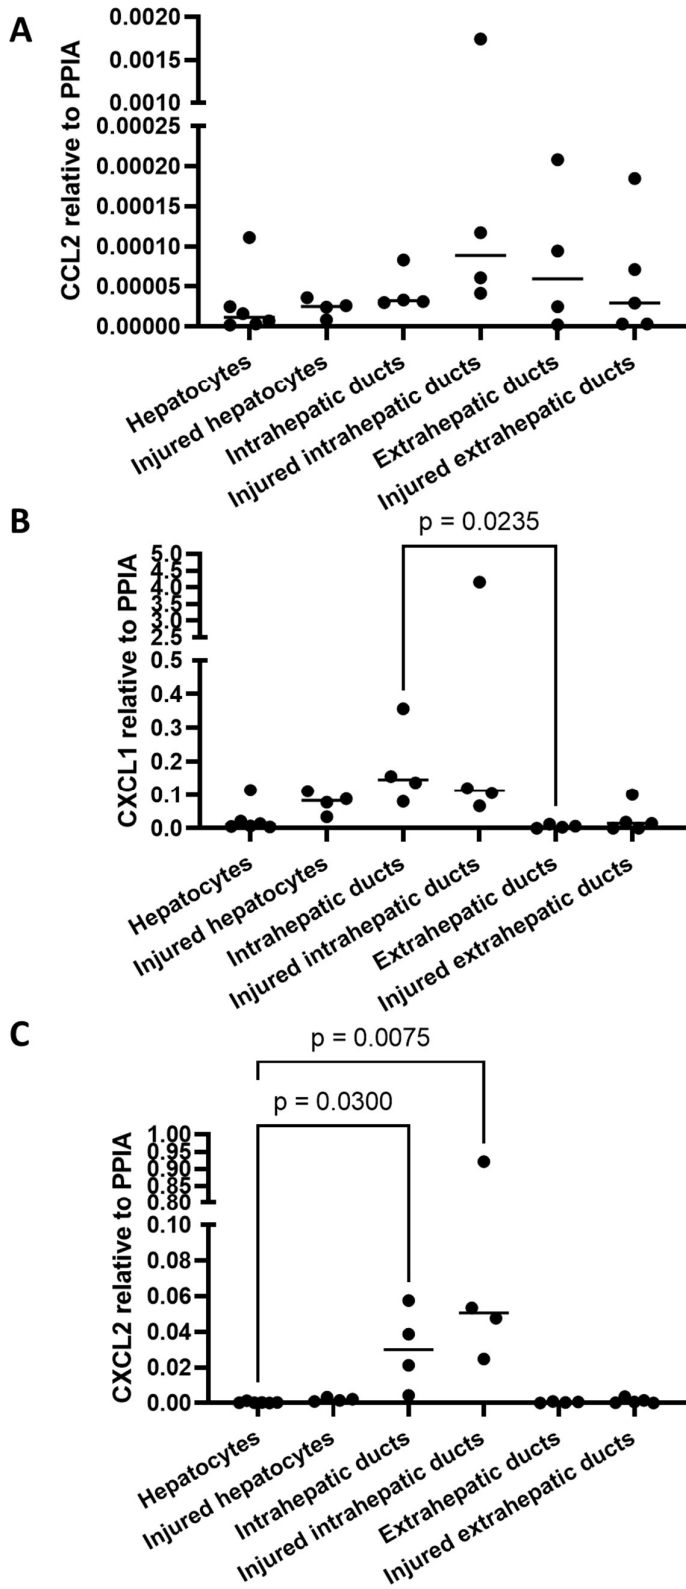 A
CCL2 relative to PPIA
0.0020
0.0015
0.0010
0.00025
0.00020
0.00015
0.00010
0.00005
0.00000
Hepatocytes
Injured hepatocytes
Intrahepatic ducts
Injured intrahepatic ducts
Extrahepatic ducts
Injured extrahepatic ducts
B
p = 0.0235
CXCL1 relative to PPIA
5.0
4.5
4.0
3.5
3.0
2.5
0.5
0.4
0.3
0.2
0.1
0.0
Hepatocytes
Injured hepatocytes
Intrahepatic ducts
Injured intrahepatic ducts
Extrahepatic ducts
Injured extrahepatic ducts
C
p = 0.0075
p = 0.0300
CXCL2 relative to PPIA
1.00
0.95
0.90
0.85
0.80
0.10
0.08
0.06
0.04
0.02
0.00
Hepatocytes
Injured hepatocytes
Intrahepatic ducts
Injured intrahepatic ducts
Extrahepatic ducts
Injured extrahepatic ducts